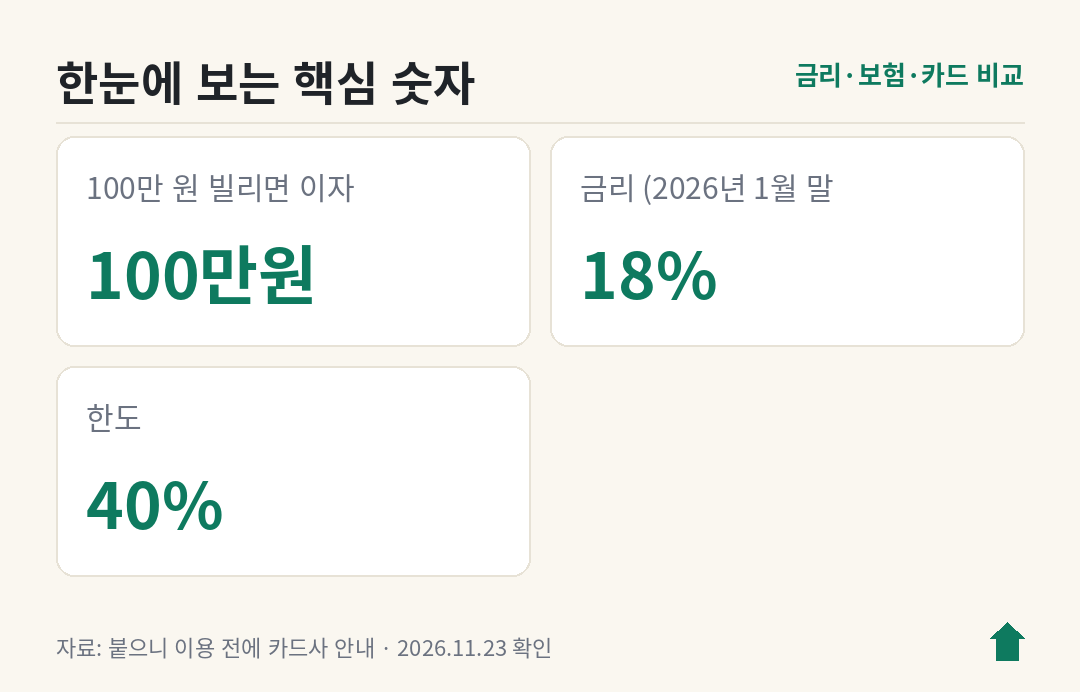 한눈에 보는 핵심 숫자
금리·보험·카드 비교
100만 원 빌리면 이자
100만원
금리 (2026년 1월 말
18%
한도
40%
자료: 붙으니 이용 전에 카드사 안내 · 2026.11.23 확인